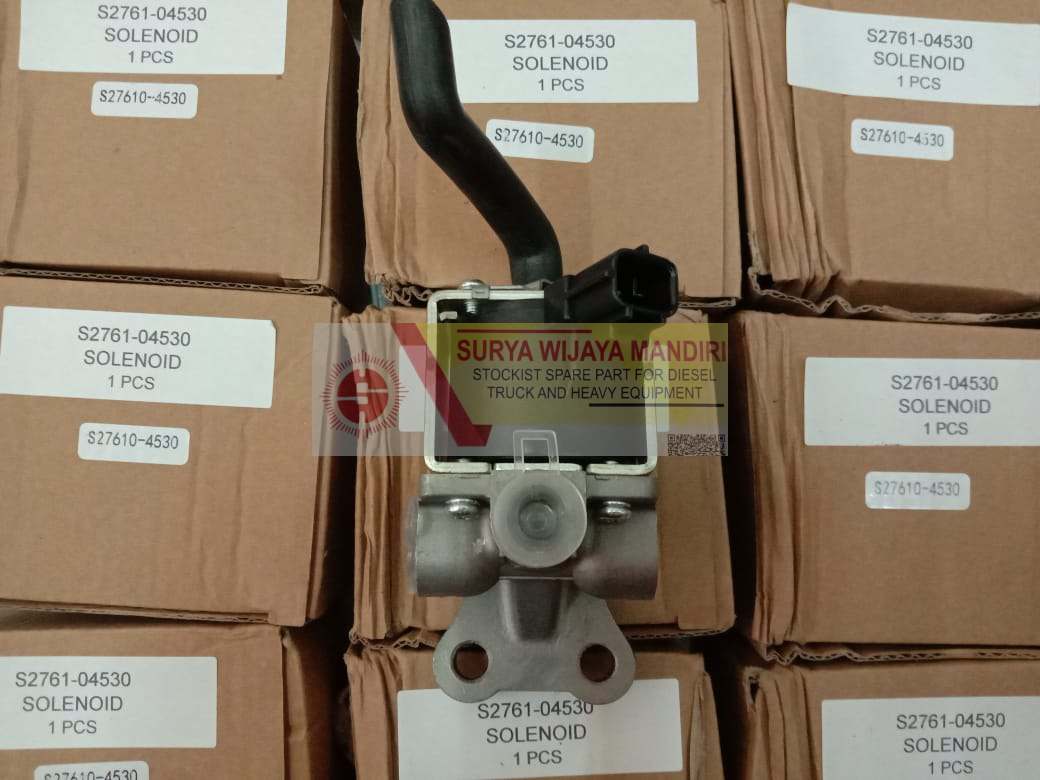 S2761-04530
SOLENOID
1 PCS
S27610-4530
S2761-04530
SOLENOID
1 PCS
S27610-4530
S2761-04530
SOLENOID
1 PCS
S27610-4530
S2761-04530
SOLENOID
1 PCS
S27610-4530
SURYA WIJAYA MANDIRI
STOCKIST SPARE PART FOR DIESEL
TRUCK AND HEAVY EQUIPMENT
S2761-04530
SOLENOID
1 PCS
S27610-4530
S2761-04530
SOLENOID
1 PCS
S27610-4530
S2761-04530
SOLENOID
1 PCS
S2761-04530
SOLENOID
1 PCS